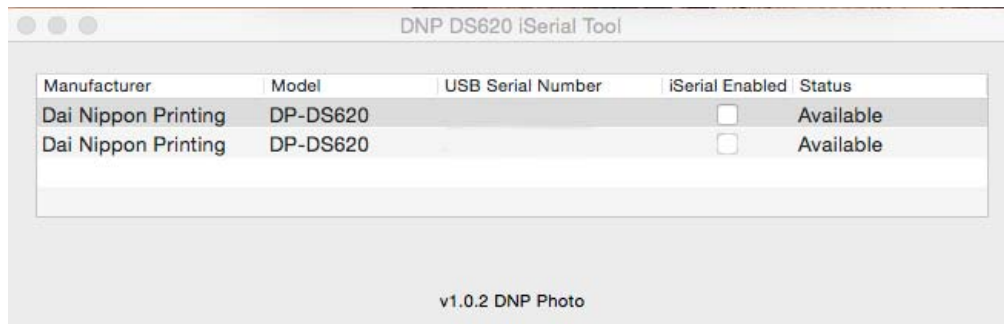 DNP DS620 iSerial Tool
Manufacturer Model USB Serial Number iSerial Enabled Status
Dai Nippon Printing DP-DS620 Available
Dai Nippon Printing DP-DS620 Available
v1.0.2 DNP Photo